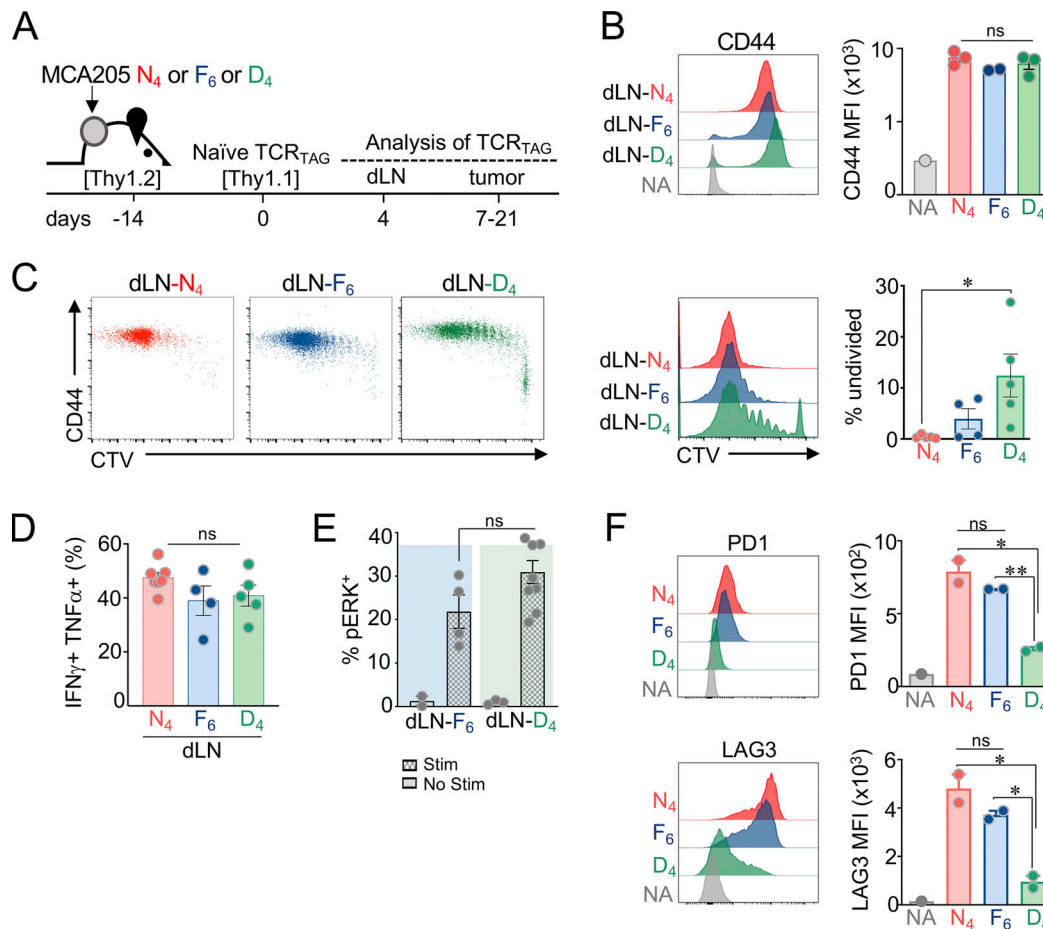 A
MCA205 N4 or F6 or D4
[Thy1.2]
Naïve TCRTAG
[Thy1.1]
Analysis of TCRTAG
dLN
tumor
days
-14
0
4
7-21
B
CD44
dLN-N4
dLN-F6
dLN-D4
NA
CD44 MFI (x10³)
10
1
0
ns
NA
N4
F6
D4
C
dLN-N4
dLN-F6
dLN-D4
CD44
CTV
dLN-N4
dLN-F6
dLN-D4
CTV
% undivided
30
20
10
0
*
N4
F6
D4
D
IFNγ+ TNFα+ (%)
60
40
20
0
ns
N4
F6
D4
dLN
E
% pERK⁺
40
30
20
10
0
ns
dLN-F6
dLN-D4
Stim
No Stim
F
PD1
N4
F6
D4
NA
PD1 MFI (x10²)
10
5
0
ns
*
**
NA
N4
F6
D4
LAG3
N4
F6
D4
NA
LAG3 MFI (x10³)
6
4
2
0
ns
*
*
NA
N4
F6
D4